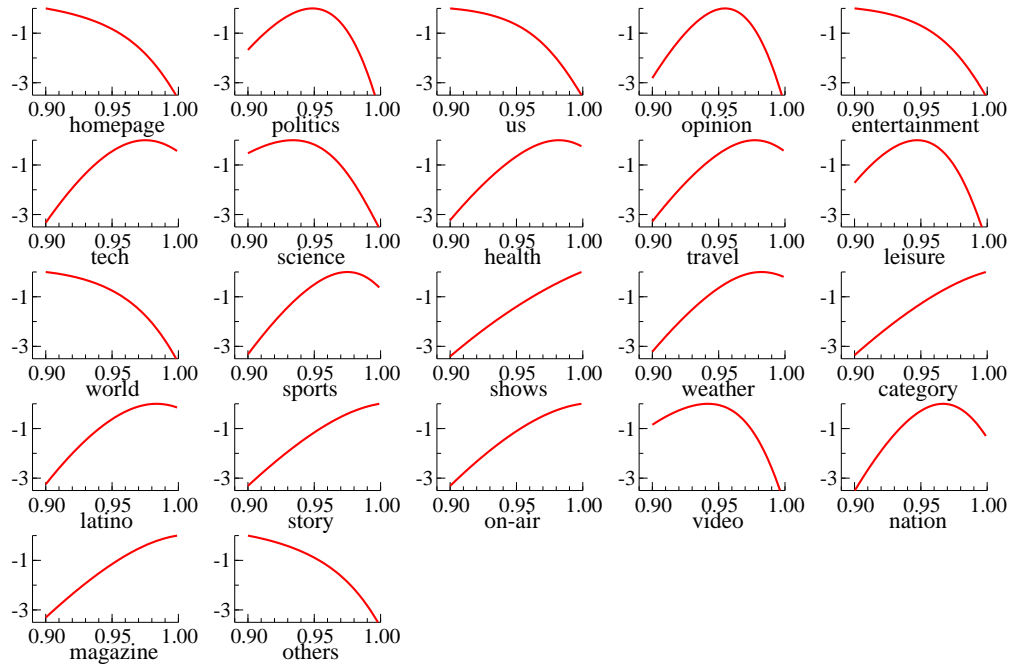 -1 -1 -1 -1 -1
-3 -3 -3 -3 -3
0.90 0.95 1.00 0.90 0.95 1.00 0.90 0.95 1.00 0.90 0.95 1.00 0.90 0.95 1.00
homepage politics us opinion entertainment
-1 -1 -1 -1 -1
-3 -3 -3 -3 -3
0.90 0.95 1.00 0.90 0.95 1.00 0.90 0.95 1.00 0.90 0.95 1.00 0.90 0.95 1.00
tech science health travel leisure
-1 -1 -1 -1 -1
-3 -3 -3 -3 -3
0.90 0.95 1.00 0.90 0.95 1.00 0.90 0.95 1.00 0.90 0.95 1.00 0.90 0.95 1.00
world sports shows weather category
-1 -1 -1 -1 -1
-3 -3 -3 -3 -3
0.90 0.95 1.00 0.90 0.95 1.00 0.90 0.95 1.00 0.90 0.95 1.00 0.90 0.95 1.00
latino story on-air video nation
-1 -1
-3 -3
0.90 0.95 1.00 0.90 0.95 1.00
magazine others